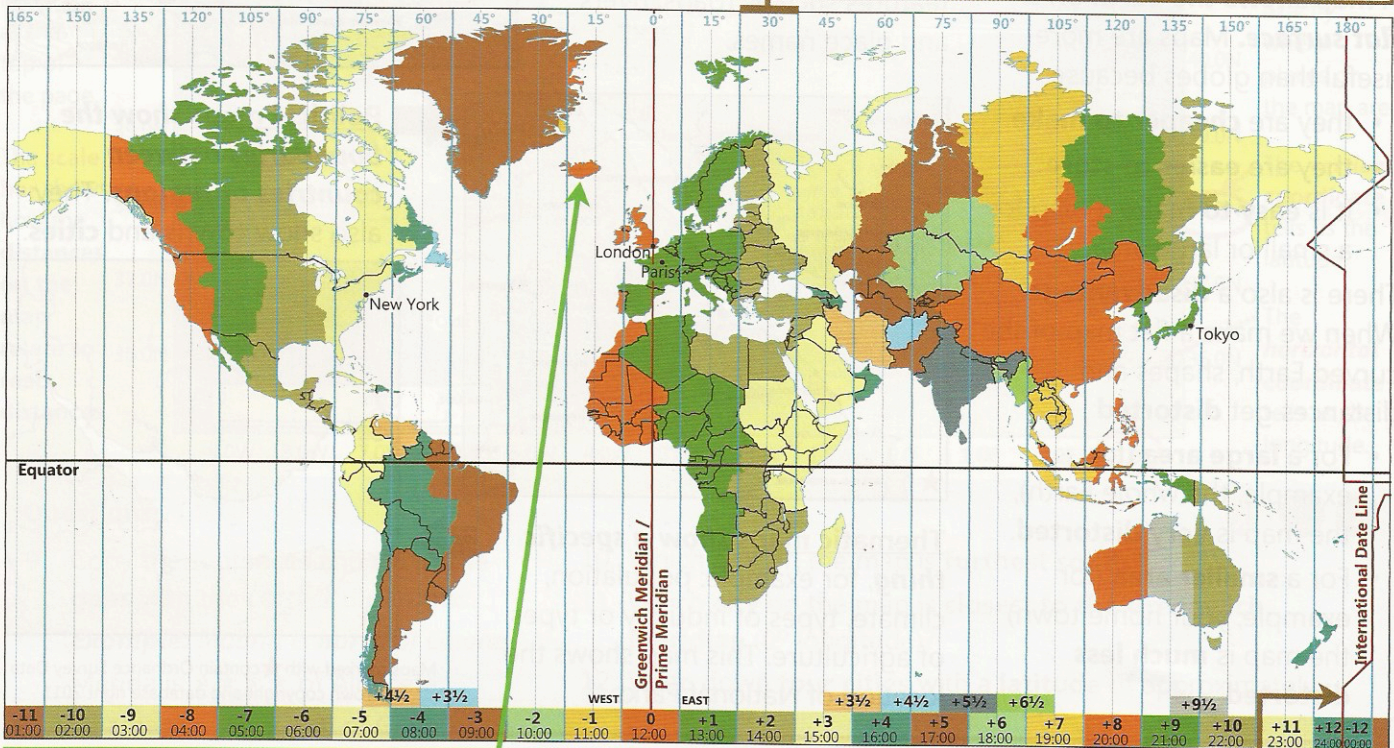 165° 150° 135° 120° 105° 90° 75° 60° 45° 30° 15° 0° 15° 30° 45° 60° 75° 90° 105° 120° 135° 150° 165° 180°
London
Paris
New York
Tokyo
Equator
Greenwich Meridian /
Prime Meridian
International Date Line
+4½ +3½ WEST EAST +3½ +4½ +5½ +6½ +9½
-11 -10 -9 -8 -7 -6 -5 -4 -3 -2 -1 0 +1 +2 +3 +4 +5 +6 +7 +8 +9 +10 +11 +12 -12
01:00 02:00 03:00 04:00 05:00 06:00 07:00 08:00 09:00 10:00 11:00 12:00 13:00 14:00 15:00 16:00 17:00 18:00 19:00 20:00 21:00 22:00 23:00 24:00 00:00